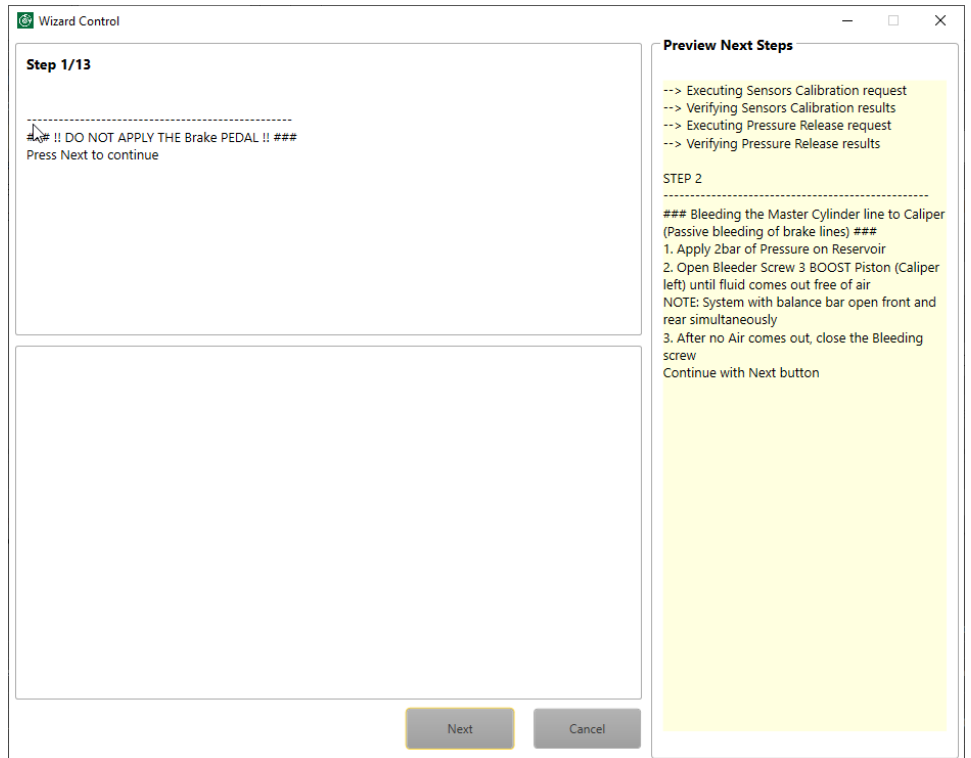 Wizard Control
Step 1/13
--------------------------------------------------
### !! DO NOT APPLY THE Brake PEDAL !! ###
Press Next to continue
Next
Cancel
Preview Next Steps
--> Executing Sensors Calibration request
--> Verifying Sensors Calibration results
--> Executing Pressure Release request
--> Verifying Pressure Release results
STEP 2
--------------------------------------------------
### Bleeding the Master Cylinder line to Caliper
(Passive bleeding of brake lines) ###
1. Apply 2bar of Pressure on Reservoir
2. Open Bleeder Screw 3 BOOST Piston (Caliper
left) until fluid comes out free of air
NOTE: System with balance bar open front and
rear simultaneously
3. After no Air comes out, close the Bleeding
screw
Continue with Next button